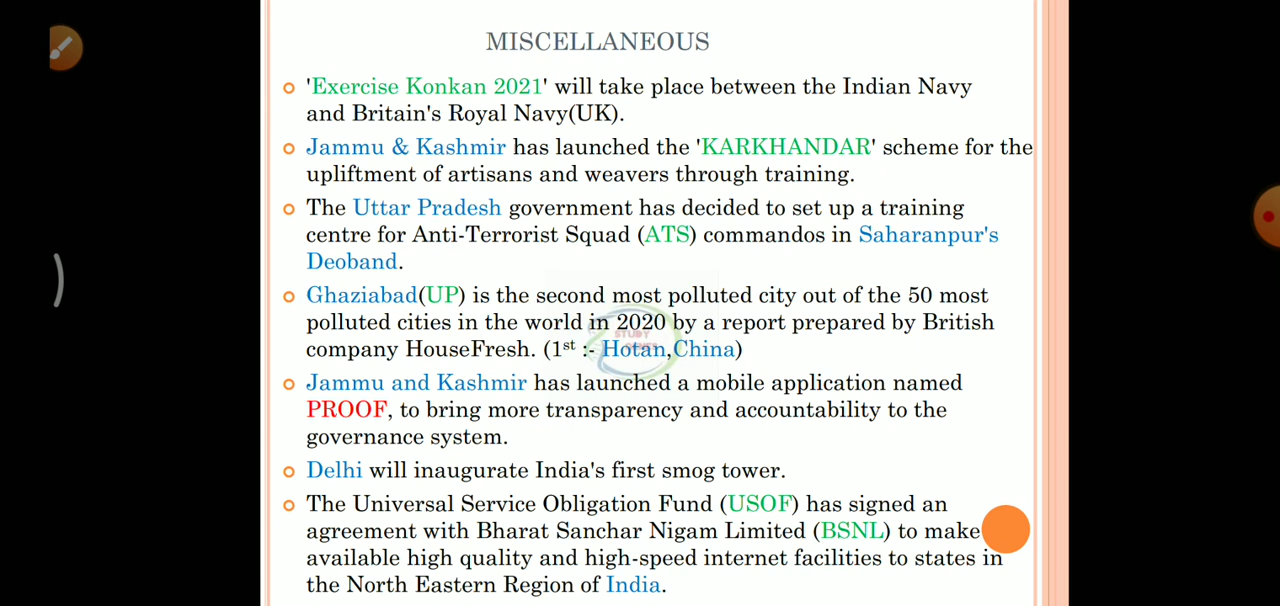 MISCELLANEOUS
'Exercise Konkan 2021' will take place between the Indian Navy
and Britain's Royal Navy(UK).
Jammu & Kashmir has launched the 'KARKHANDAR' scheme for the
upliftment of artisans and weavers through training.
The Uttar Pradesh government has decided to set up a training
centre for Anti-Terrorist Squad (ATS) commandos in Saharanpur's
Deoband.
Ghaziabad(UP) is the second most polluted city out of the 50 most
polluted cities in the world in 2020 by a report prepared by British
company HouseFresh. (1st :- Hotan,China)
Jammu and Kashmir has launched a mobile application named
PROOF, to bring more transparency and accountability to the
governance system.
Delhi will inaugurate India's first smog tower.
The Universal Service Obligation Fund (USOF) has signed an
agreement with Bharat Sanchar Nigam Limited (BSNL) to make
available high quality and high-speed internet facilities to states in
the North Eastern Region of India.
STUDY